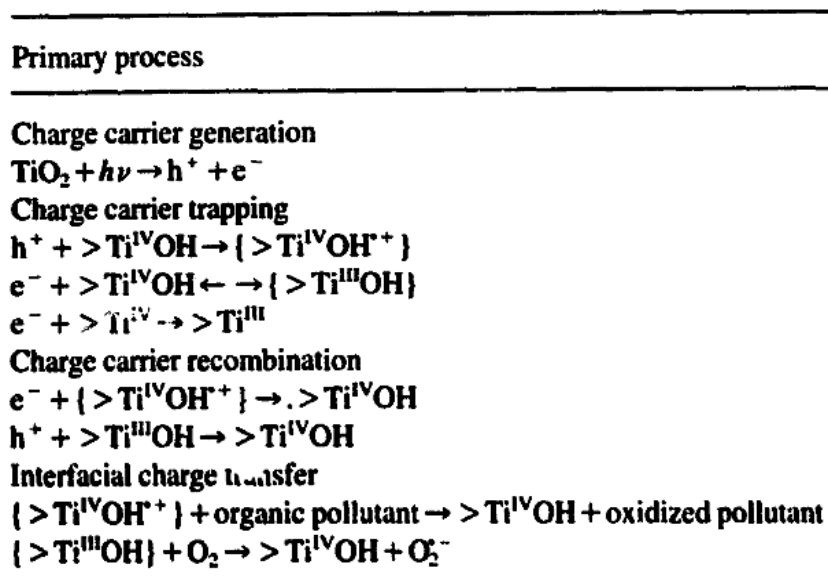 Primary process
Charge carrier generation
TiO₂ + hν → h⁺ + e⁻
Charge carrier trapping
h⁺ + >TiᴵⱽOH → { >TiᴵⱽOH•⁺ }
e⁻ + >TiᴵⱽOH ← → { >TiᴵᴵᴵOH}
e⁻ + >Tiᴵⱽ → >Tiᴵᴵᴵ
Charge carrier recombination
e⁻ + { >TiᴵⱽOH•⁺ } → . >TiᴵⱽOH
h⁺ + >TiᴵᴵᴵOH → >TiᴵⱽOH
Interfacial charge transfer
{ >TiᴵⱽOH•⁺ } + organic pollutant → >TiᴵⱽOH + oxidized pollutant
{ >TiᴵᴵᴵOH} + O₂ → >TiᴵⱽOH + O₂•⁻